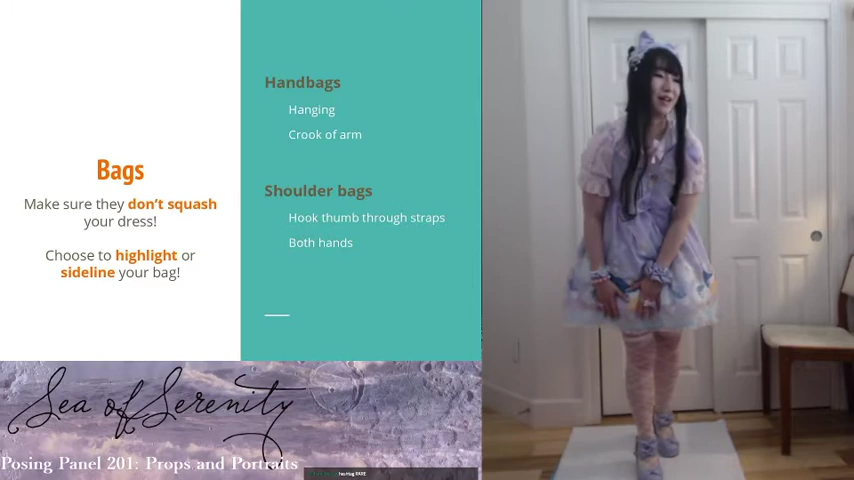 Bags
Make sure they don't squash
your dress!
Choose to highlight or
sideline your bag!
Handbags
Hanging
Crook of arm
Shoulder bags
Hook thumb through straps
Both hands
Sea of Serenity
Posing Panel 201: Props and Portraits